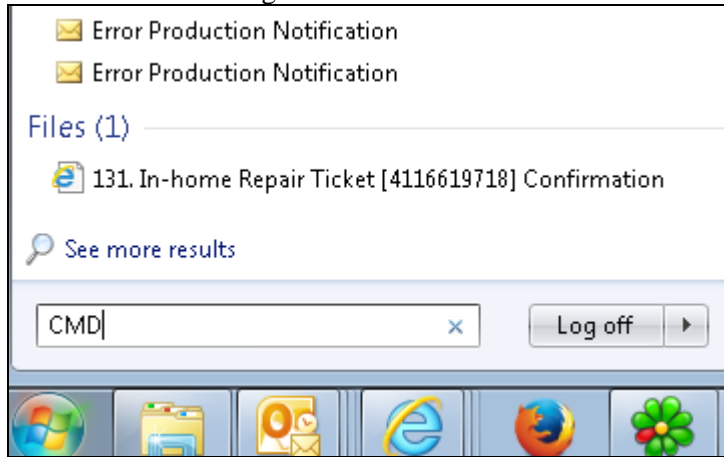 Error Production Notification
Error Production Notification
Files (1)
131. In-home Repair Ticket [4116619718] Confirmation
See more results
CMD
Log off